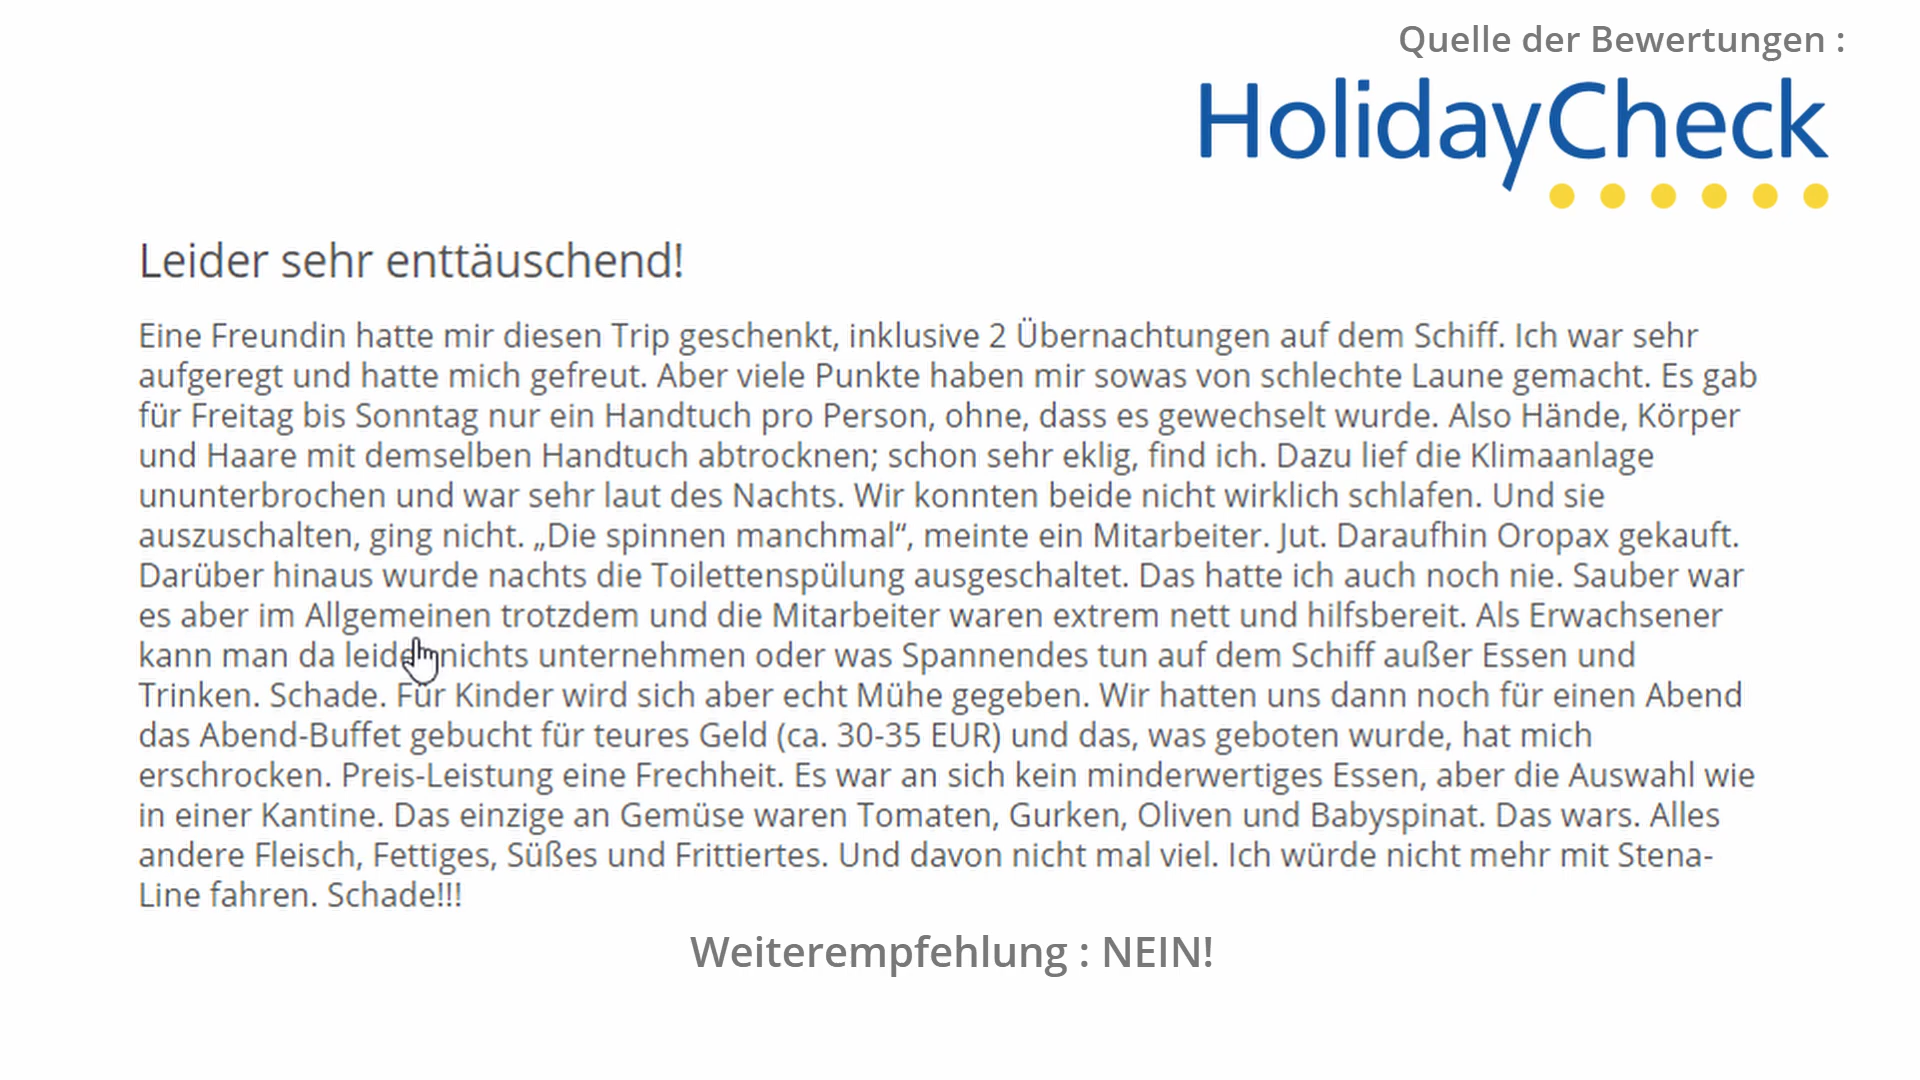 Quelle der Bewertungen :
HolidayCheck
Leider sehr enttäuschend!
Eine Freundin hatte mir diesen Trip geschenkt, inklusive 2 Übernachtungen auf dem Schiff. Ich war sehr
aufgeregt und hatte mich gefreut. Aber viele Punkte haben mir sowas von schlechte Laune gemacht. Es gab
für Freitag bis Sonntag nur ein Handtuch pro Person, ohne, dass es gewechselt wurde. Also Hände, Körper
und Haare mit demselben Handtuch abtrocknen; schon sehr eklig, find ich. Dazu lief die Klimaanlage
ununterbrochen und war sehr laut des Nachts. Wir konnten beide nicht wirklich schlafen. Und sie
auszuschalten, ging nicht. „Die spinnen manchmal“, meinte ein Mitarbeiter. Jut. Daraufhin Oropax gekauft.
Darüber hinaus wurde nachts die Toilettenspülung ausgeschaltet. Das hatte ich auch noch nie. Sauber war
es aber im Allgemeinen trotzdem und die Mitarbeiter waren extrem nett und hilfsbereit. Als Erwachsener
kann man da leider nichts unternehmen oder was Spannendes tun auf dem Schiff außer Essen und
Trinken. Schade. Für Kinder wird sich aber echt Mühe gegeben. Wir hatten uns dann noch für einen Abend
das Abend-Buffet gebucht für teures Geld (ca. 30-35 EUR) und das, was geboten wurde, hat mich
erschrocken. Preis-Leistung eine Frechheit. Es war an sich kein minderwertiges Essen, aber die Auswahl wie
in einer Kantine. Das einzige an Gemüse waren Tomaten, Gurken, Oliven und Babyspinat. Das wars. Alles
andere Fleisch, Fettiges, Süßes und Frittiertes. Und davon nicht mal viel. Ich würde nicht mehr mit Stena-
Line fahren. Schade!!!
Weiterempfehlung : NEIN!